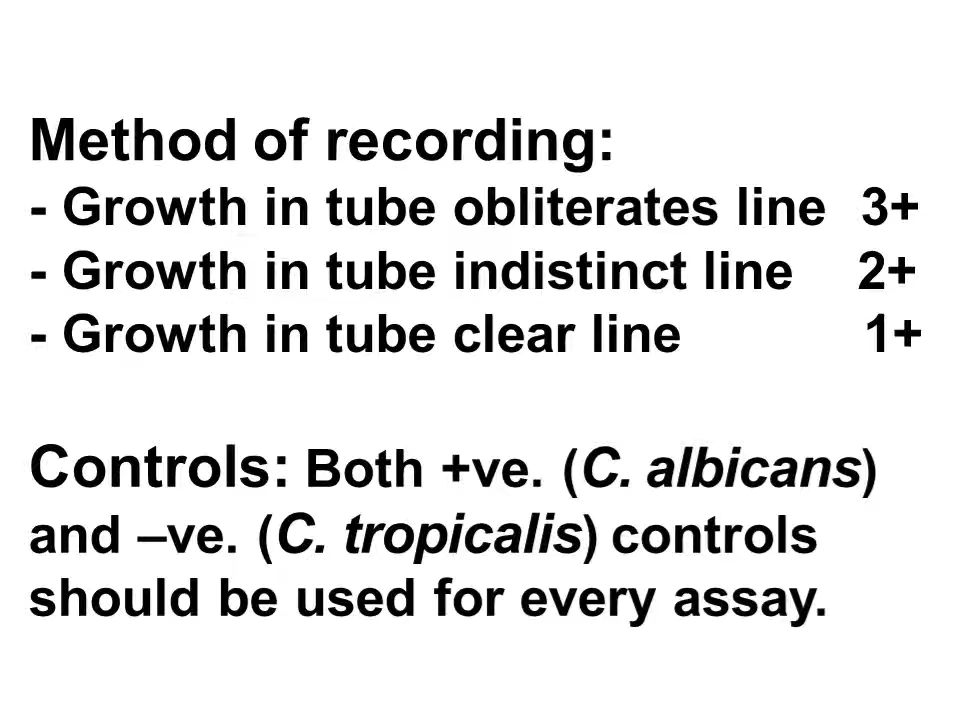 Method of recording:
- Growth in tube obliterates line 3+
- Growth in tube indistinct line 2+
- Growth in tube clear line 1+
Controls: Both +ve. (C. albicans)
and –ve. (C. tropicalis) controls
should be used for every assay.